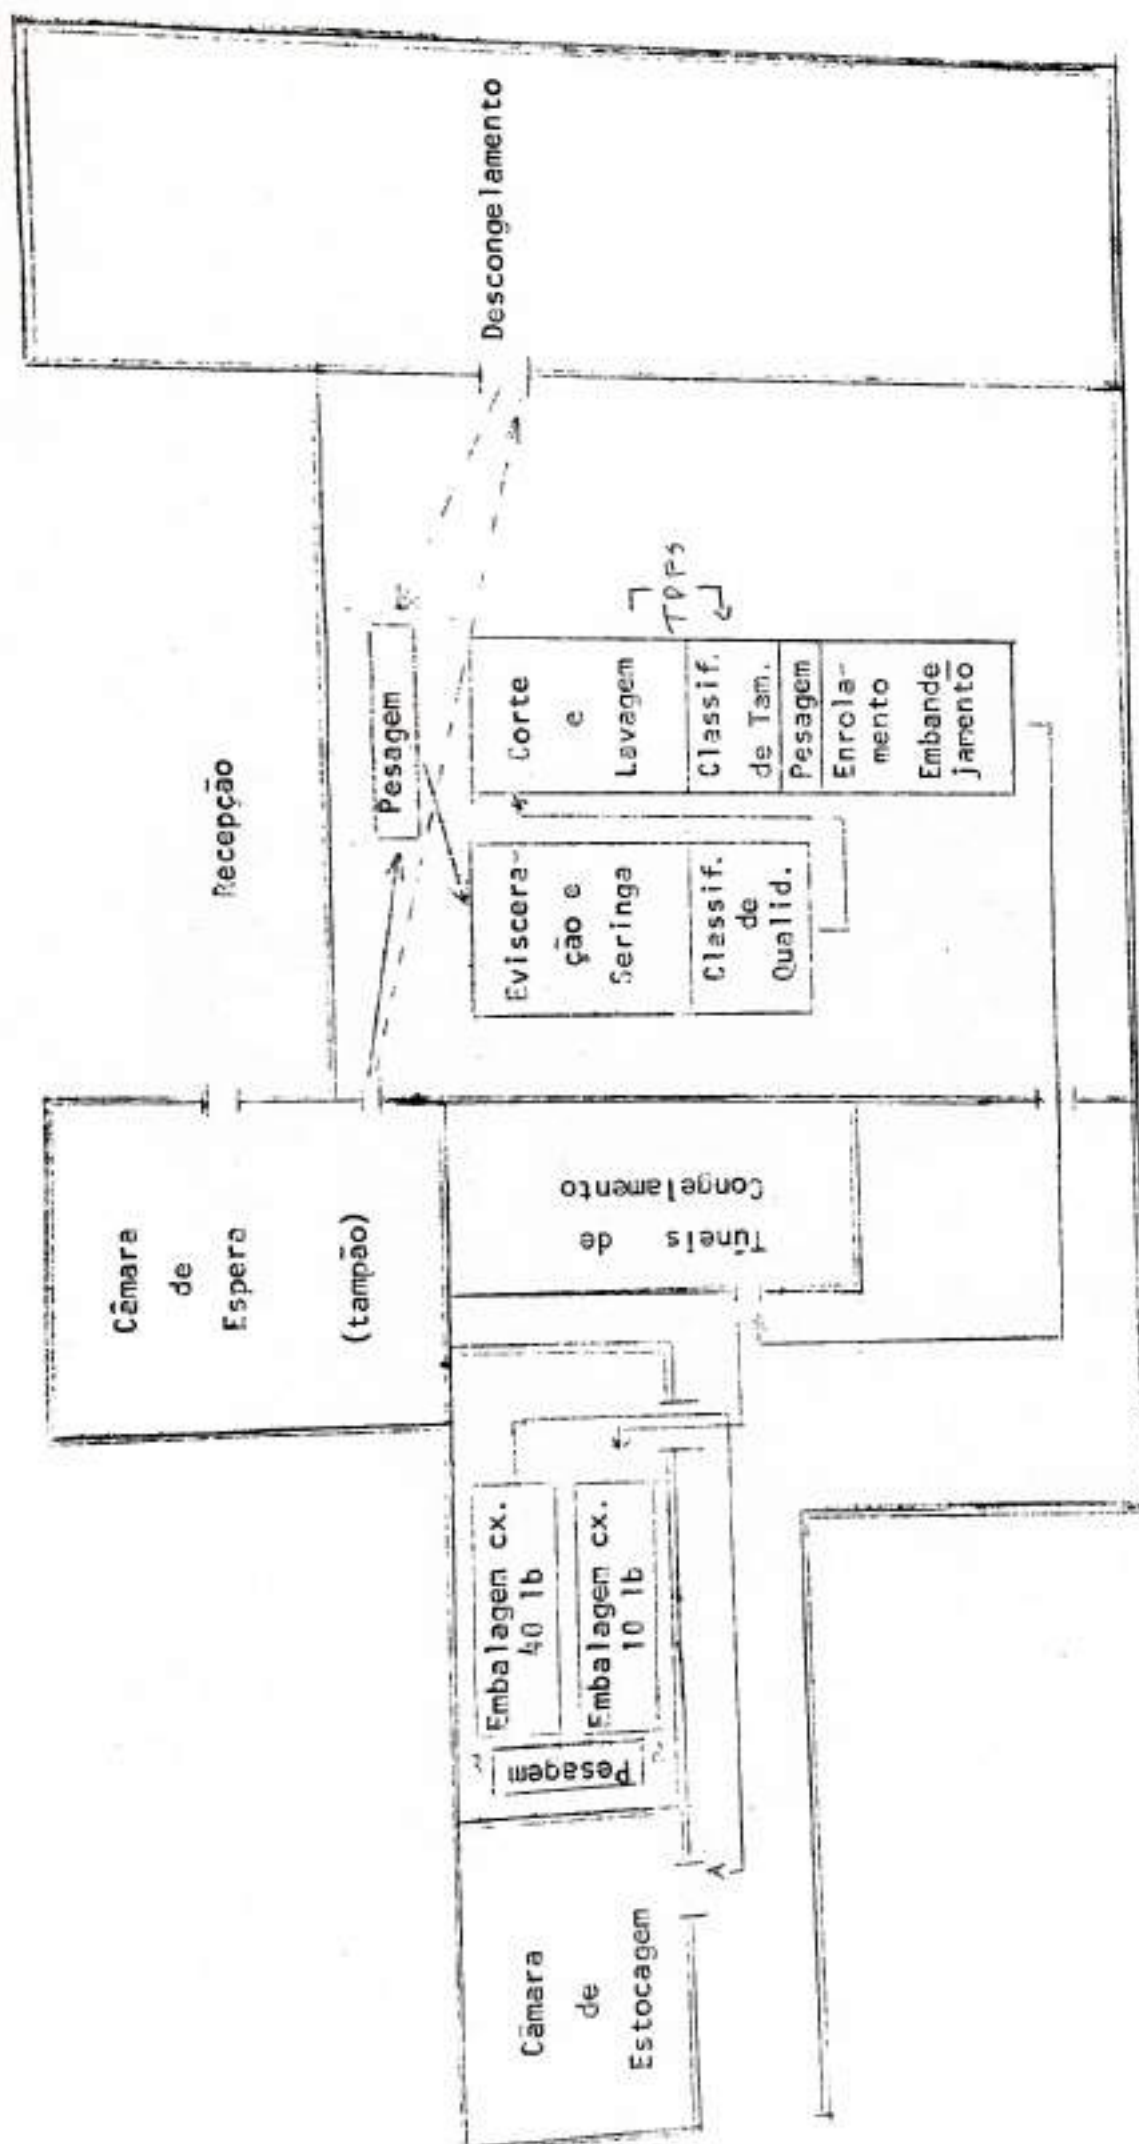 Descongelamento
Recepção
Pesagem
Corte
e
Lavagem
Classif.
de Tam.
Pesagem
Enrola-
mento
Embande
jamento
TPFS
Eviscera-
ção e
Seringa
Classif.
de
Qualid.
Câmara
de
Espera
(tampão)
Túneis de
Congelamento
Embalagem cx.
40 lb
Embalagem cx.
10 lb
Pesagem
Câmara
de
Estocagem